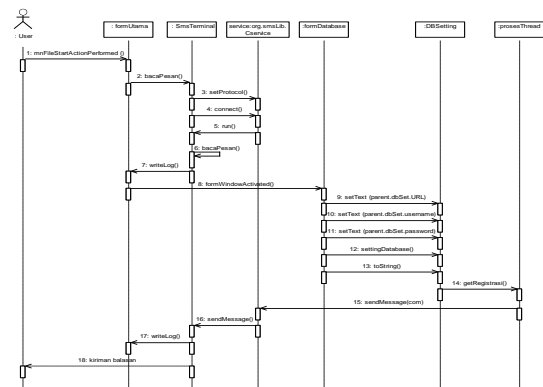 : User
: formUtama
: SmsTerminal
service:org.smsLib.
Cservice
:formDatabase
:DBSetting
:prosesThread
1: mnFileStartActionPerformed ()
2: bacaPesan()
3: setProtocol()
4: connect()
5: run()
6: bacaPesan()
7: writeLog()
8: formWindowActivated()
9: setText (parent.dbSet.URL)
10: setText (parent.dbSet.username)
11: setText (parent.dbSet.password)
12: settingDatabase()
13: toString()
14: getRegistrasi()
15: sendMessage(com)
16: sendMessage()
17: writeLog()
18: kiriman balasan